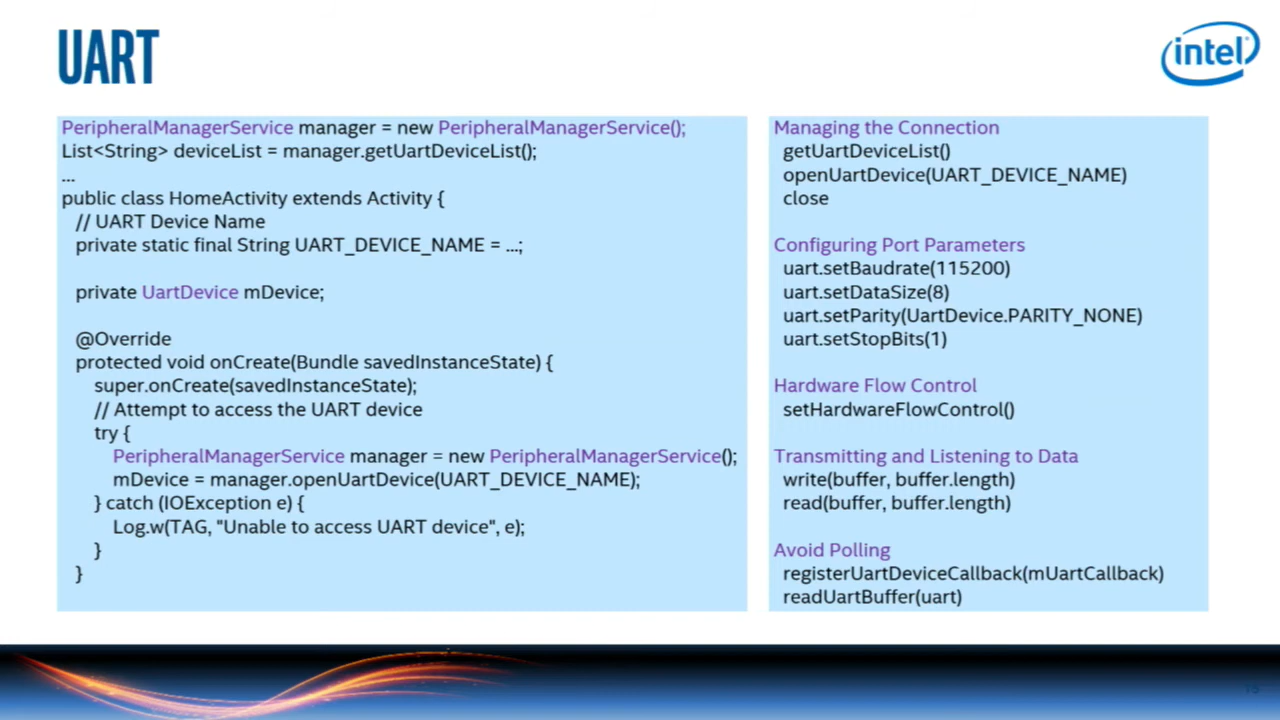 UART
intel
PeripheralManagerService manager = new PeripheralManagerService();
List<String> deviceList = manager.getUartDeviceList();
...
public class HomeActivity extends Activity {
// UART Device Name
private static final String UART_DEVICE_NAME = ...;
private UartDevice mDevice;
@Override
protected void onCreate(Bundle savedInstanceState) {
super.onCreate(savedInstanceState);
// Attempt to access the UART device
try {
PeripheralManagerService manager = new PeripheralManagerService();
mDevice = manager.openUartDevice(UART_DEVICE_NAME);
} catch (IOException e) {
Log.w(TAG, "Unable to access UART device", e);
}
}
Managing the Connection
getUartDeviceList()
openUartDevice(UART_DEVICE_NAME)
close
Configuring Port Parameters
uart.setBaudrate(115200)
uart.setDataSize(8)
uart.setParity(UartDevice.PARITY_NONE)
uart.setStopBits(1)
Hardware Flow Control
setHardwareFlowControl()
Transmitting and Listening to Data
write(buffer, buffer.length)
read(buffer, buffer.length)
Avoid Polling
registerUartDeviceCallback(mUartCallback)
readUartBuffer(uart)